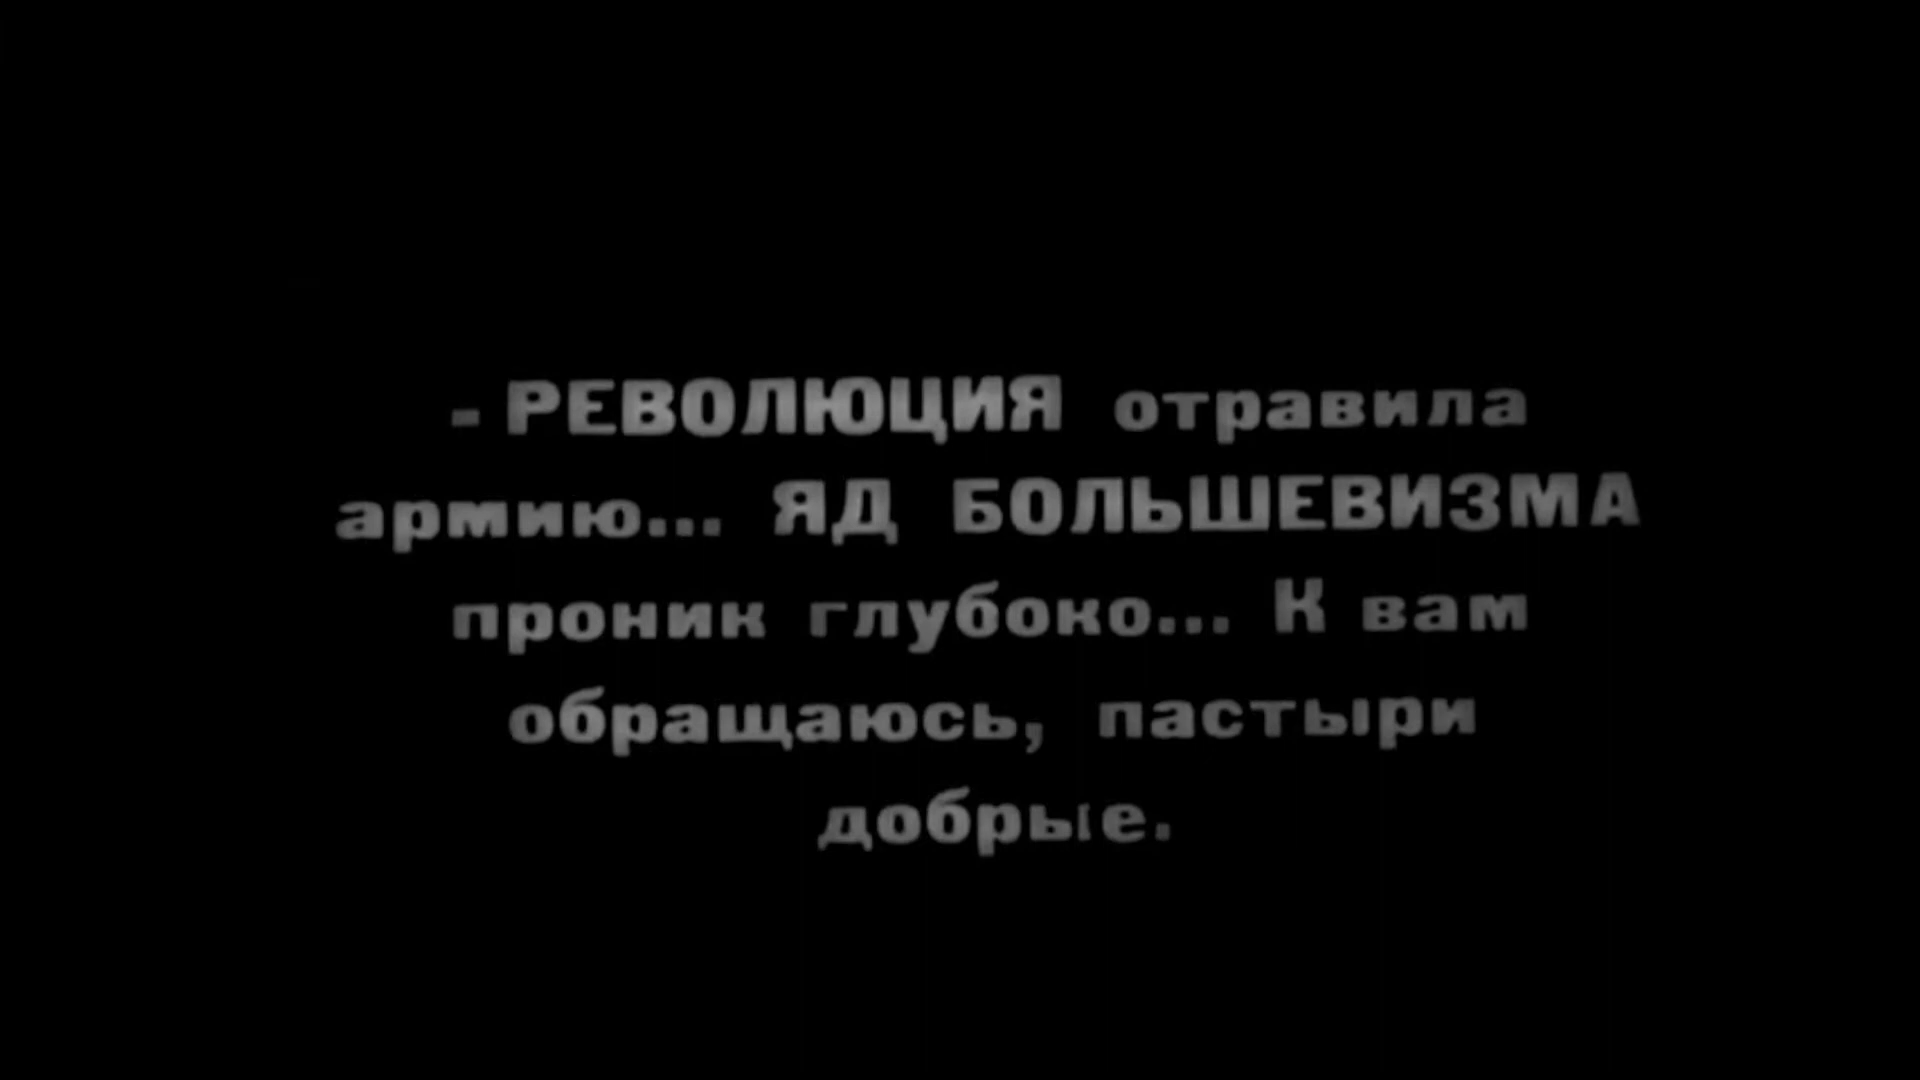 - РЕВОЛЮЦИЯ отравила
армию... ЯД БОЛЬШЕВИЗМА
проник глубоко... К вам
обращаюсь, пастыри
добрые.